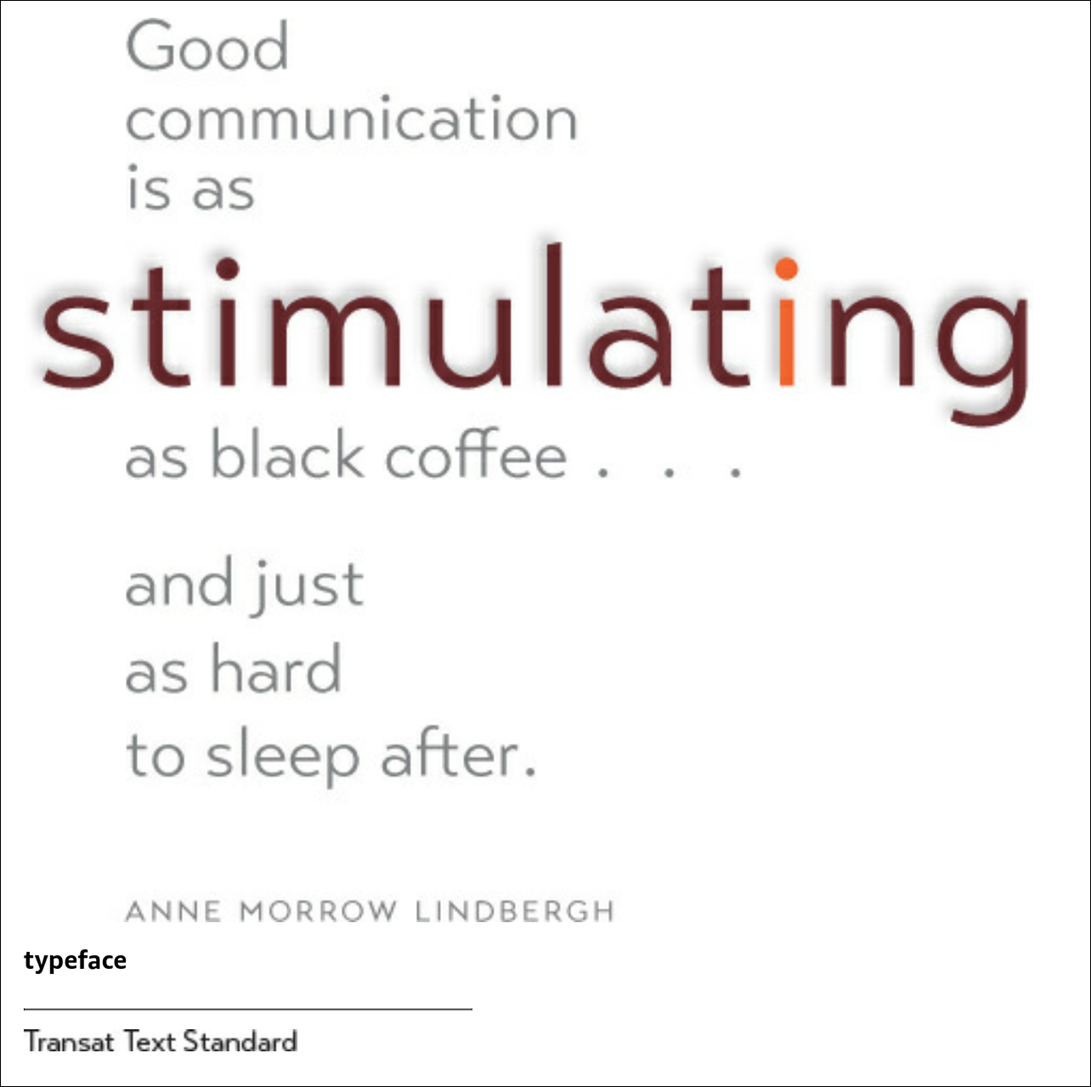 Good
communication
is as
stimulating
as black coffee . . .
and just
as hard
to sleep after.
ANNE MORROW LINDBERGH
typeface
Transat Text Standard